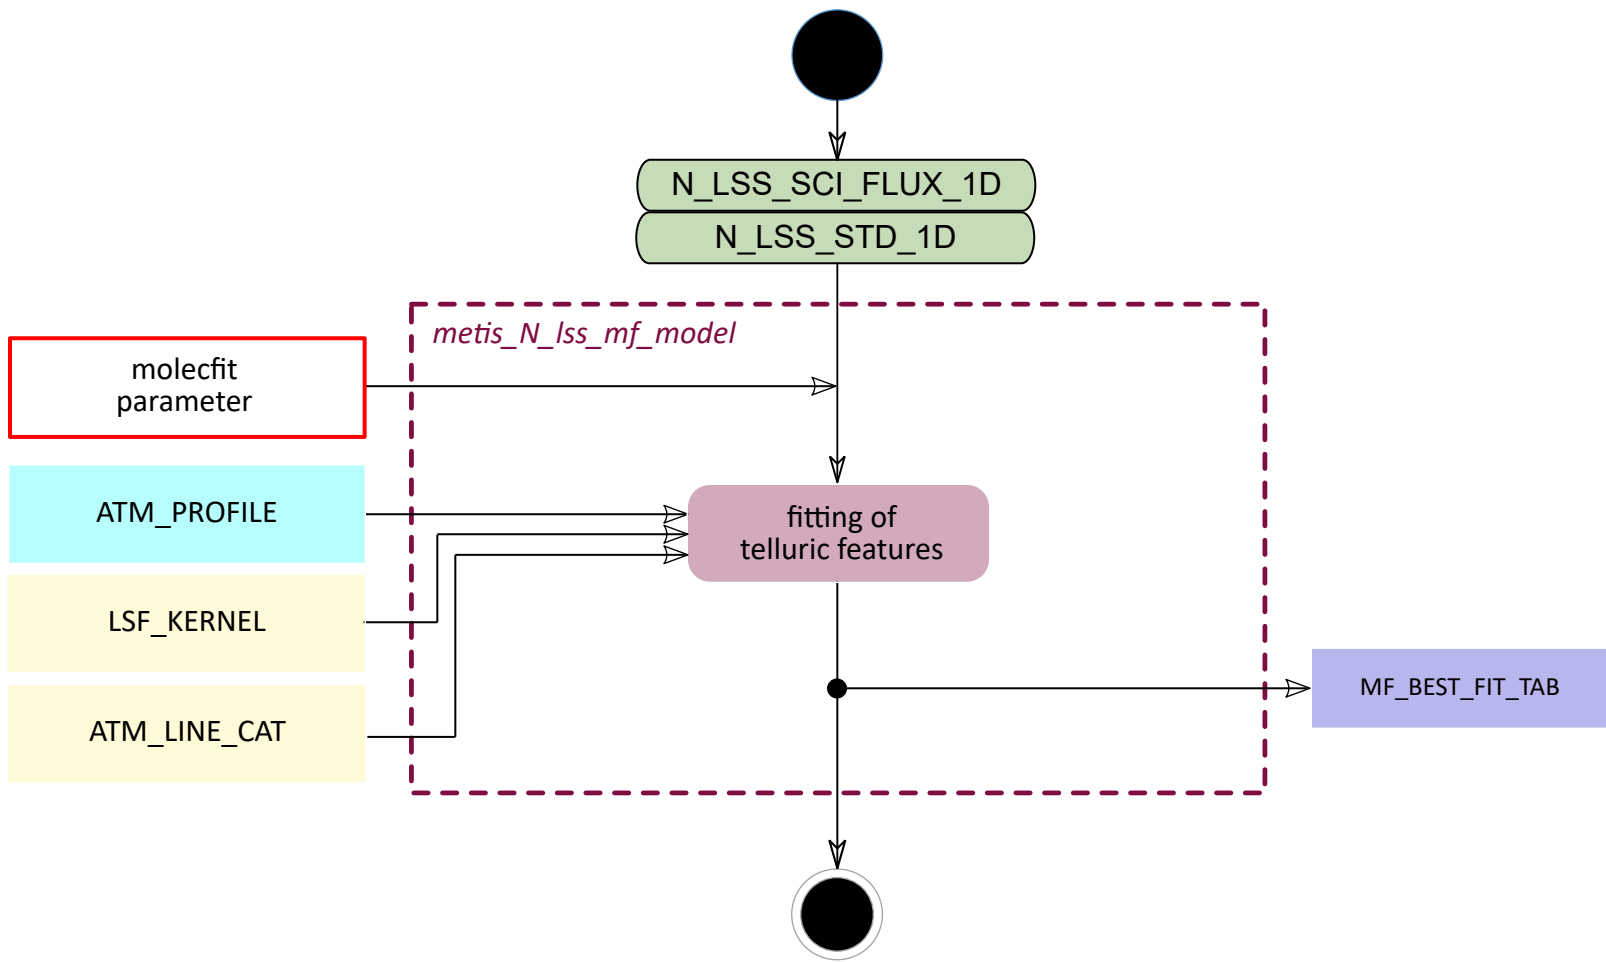 N_LSS_SCI_FLUX_1D
N_LSS_STD_1D
metis_N_lss_mf_model
molecfit
parameter
ATM_PROFILE
fitting of
telluric features
LSF_KERNEL
MF_BEST_FIT_TAB
ATM_LINE_CAT